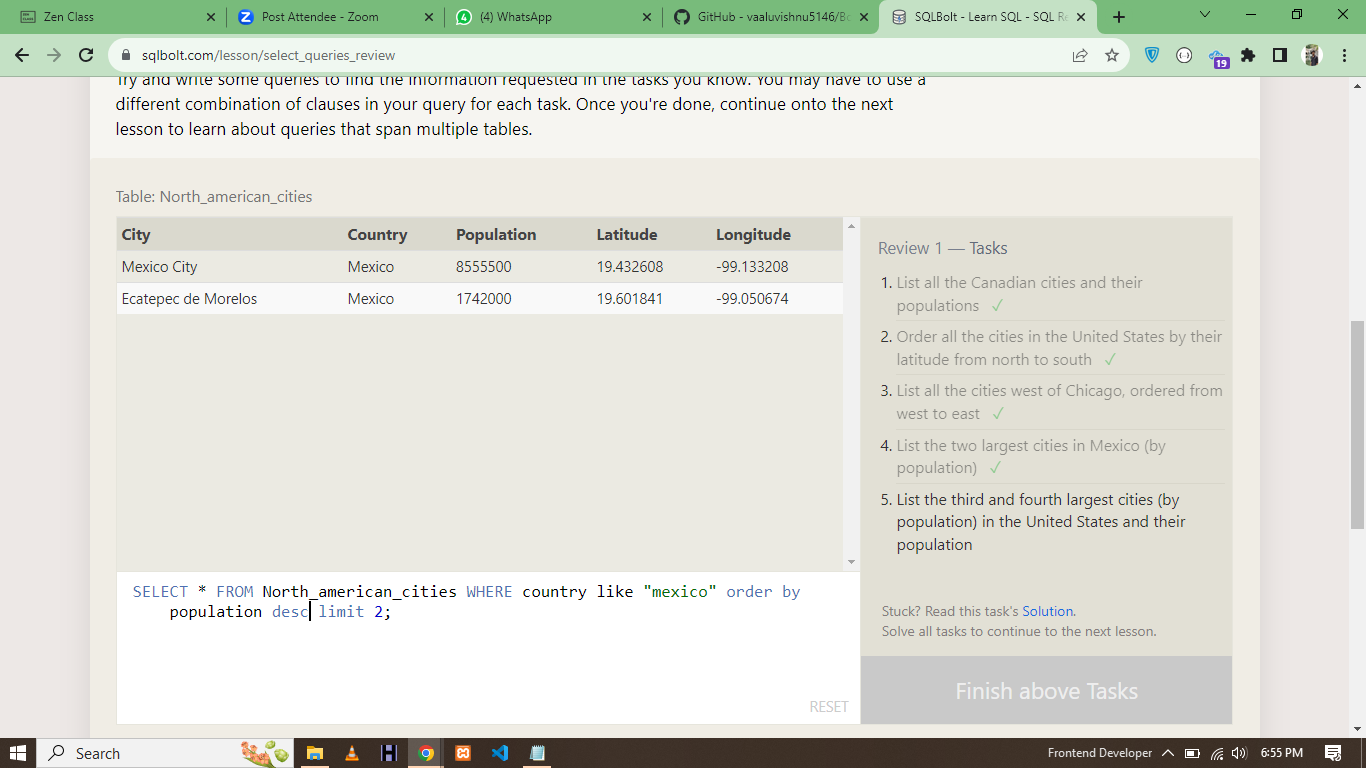 Zen Class
Post Attendee - Zoom
(4) WhatsApp
GitHub - vaaluvishnu5146/Bo
SQLBolt - Learn SQL - SQL Re
sqlbolt.com/lesson/select_queries_review
19
Try and write some queries to find the information requested in the tasks you know. You may have to use a
different combination of clauses in your query for each task. Once you're done, continue onto the next
lesson to learn about queries that span multiple tables.
Table: North_american_cities
City Country Population Latitude Longitude
Mexico City Mexico 8555500 19.432608 -99.133208
Ecatepec de Morelos Mexico 1742000 19.601841 -99.050674
Review 1 — Tasks
1. List all the Canadian cities and their
populations ✓
2. Order all the cities in the United States by their
latitude from north to south ✓
3. List all the cities west of Chicago, ordered from
west to east ✓
4. List the two largest cities in Mexico (by
population) ✓
5. List the third and fourth largest cities (by
population) in the United States and their
population
SELECT * FROM North_american_cities WHERE country like "mexico" order by
population desc limit 2;
RESET
Stuck? Read this task's Solution.
Solve all tasks to continue to the next lesson.
Finish above Tasks
Search
Frontend Developer
6:55 PM